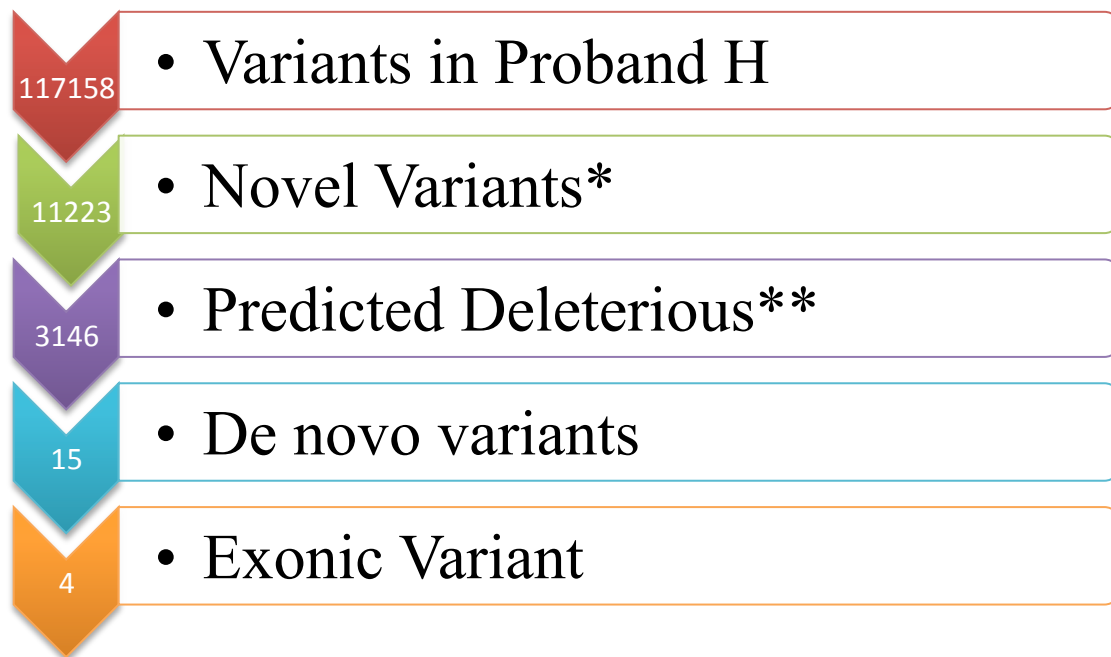 117158 • Variants in Proband H
11223 • Novel Variants*
3146 • Predicted Deleterious**
15 • De novo variants
4 • Exonic Variant